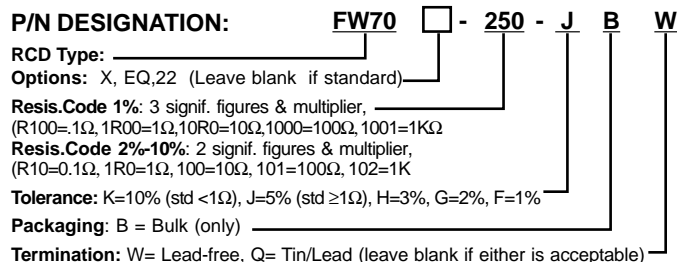 P/N DESIGNATION: FW70 □ - 250 - J B W
RCD Type:
Options: X, EQ,22 (Leave blank if standard)
Resis.Code 1%: 3 signif. figures & multiplier,
(R100=.1Ω, 1R00=1Ω,10R0=10Ω,1000=100Ω, 1001=1KΩ
Resis.Code 2%-10%: 2 signif. figures & multiplier,
(R10=0.1Ω, 1R0=1Ω, 100=10Ω, 101=100Ω, 102=1K
Tolerance: K=10% (std <1Ω), J=5% (std ≥1Ω), H=3%, G=2%, F=1%
Packaging: B = Bulk (only)
Termination: W= Lead-free, Q= Tin/Lead (leave blank if either is acceptable)